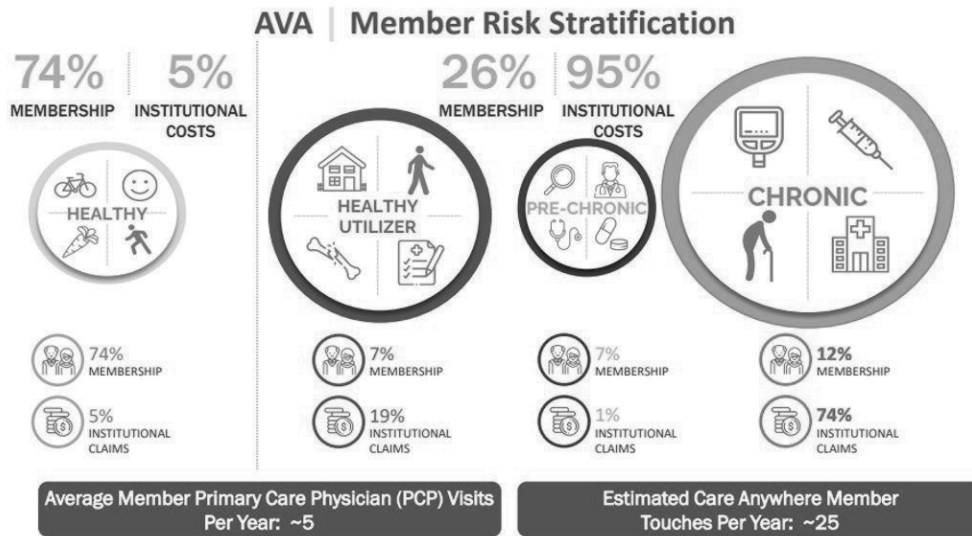 AVA | Member Risk Stratification
74%
MEMBERSHIP
5%
INSTITUTIONAL
COSTS
26%
MEMBERSHIP
95%
INSTITUTIONAL
COSTS
HEALTHY
HEALTHY
UTILIZER
PRE-CHRONIC
CHRONIC
74%
MEMBERSHIP
5%
INSTITUTIONAL
CLAIMS
7%
MEMBERSHIP
19%
INSTITUTIONAL
CLAIMS
7%
MEMBERSHIP
1%
INSTITUTIONAL
CLAIMS
12%
MEMBERSHIP
74%
INSTITUTIONAL
CLAIMS
Average Member Primary Care Physician (PCP) Visits
Per Year: ~5
Estimated Care Anywhere Member
Touches Per Year: ~25